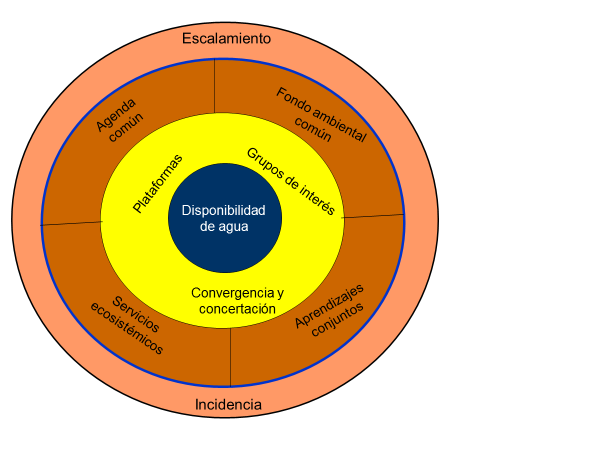 Escalamiento
Agenda
común
Fondo ambiental
común
Plataformas
Grupos de interés
Disponibilidad
de agua
Convergencia y
concertación
Servicios
ecosistémicos
Aprendizajes
conjuntos
Incidencia